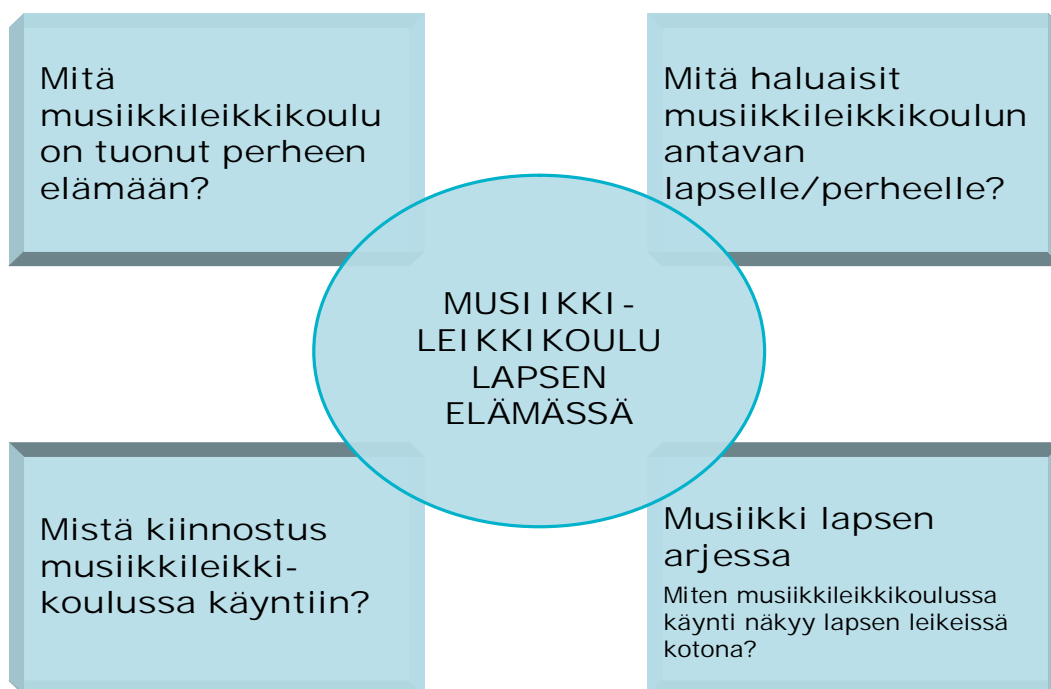 Mitä
musiikkileikkikoulu
on tuonut perheen
elämään?
Mitä haluaisit
musiikkileikkikoulun
antavan
lapselle/perheelle?
MUSIIKKI-
LEIKKIKOULU
LAPSEN
ELÄMÄSSÄ
Mistä kiinnostus
musiikkileikki-
koulussa käyntiin?
Musiikki lapsen
arjessa
Miten musiikkileikkikoulussa
käynti näkyy lapsen leikeissä
kotona?